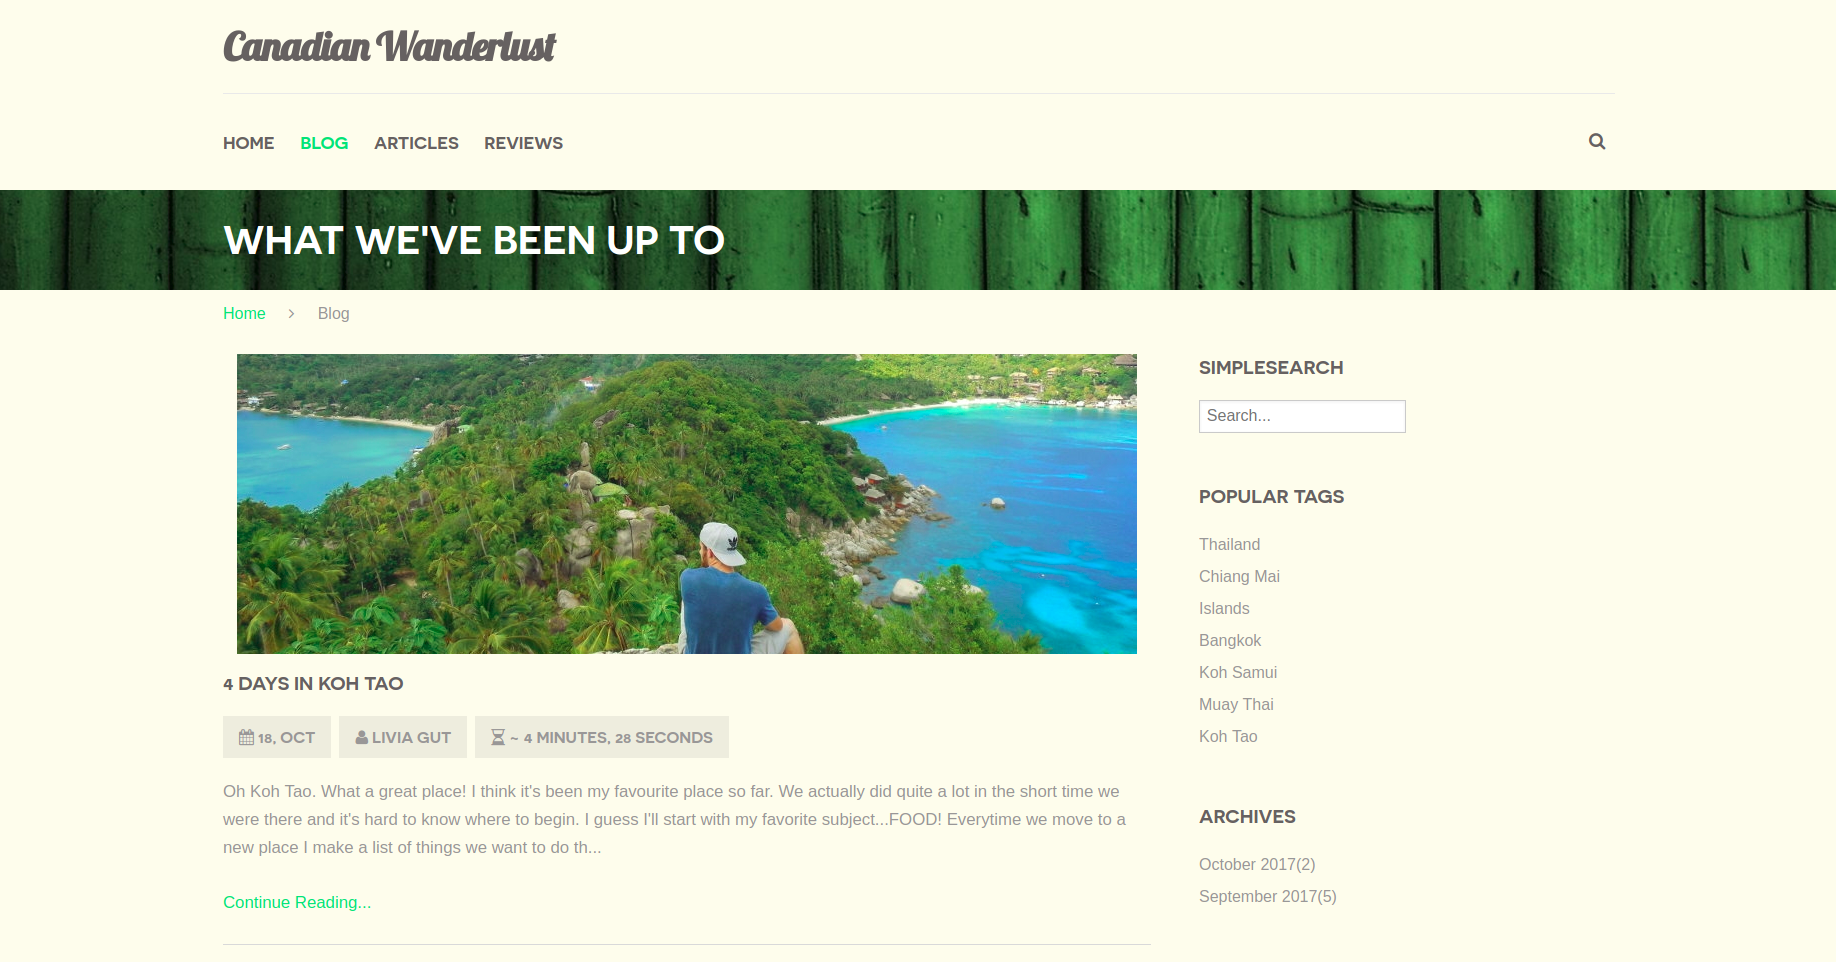 Canadian Wanderlust
HOME BLOG ARTICLES REVIEWS
WHAT WE'VE BEEN UP TO
Home > Blog
4 DAYS IN KOH TAO
18, OCT LIVIA GUT ~ 4 MINUTES, 28 SECONDS
Oh Koh Tao. What a great place! I think it's been my favourite place so far. We actually did quite a lot in the short time we
were there and it's hard to know where to begin. I guess I'll start with my favorite subject...FOOD! Everytime we move to a
new place I make a list of things we want to do th...
Continue Reading...
SIMPLESEARCH
Search...
POPULAR TAGS
Thailand
Chiang Mai
Islands
Bangkok
Koh Samui
Muay Thai
Koh Tao
ARCHIVES
October 2017(2)
September 2017(5)